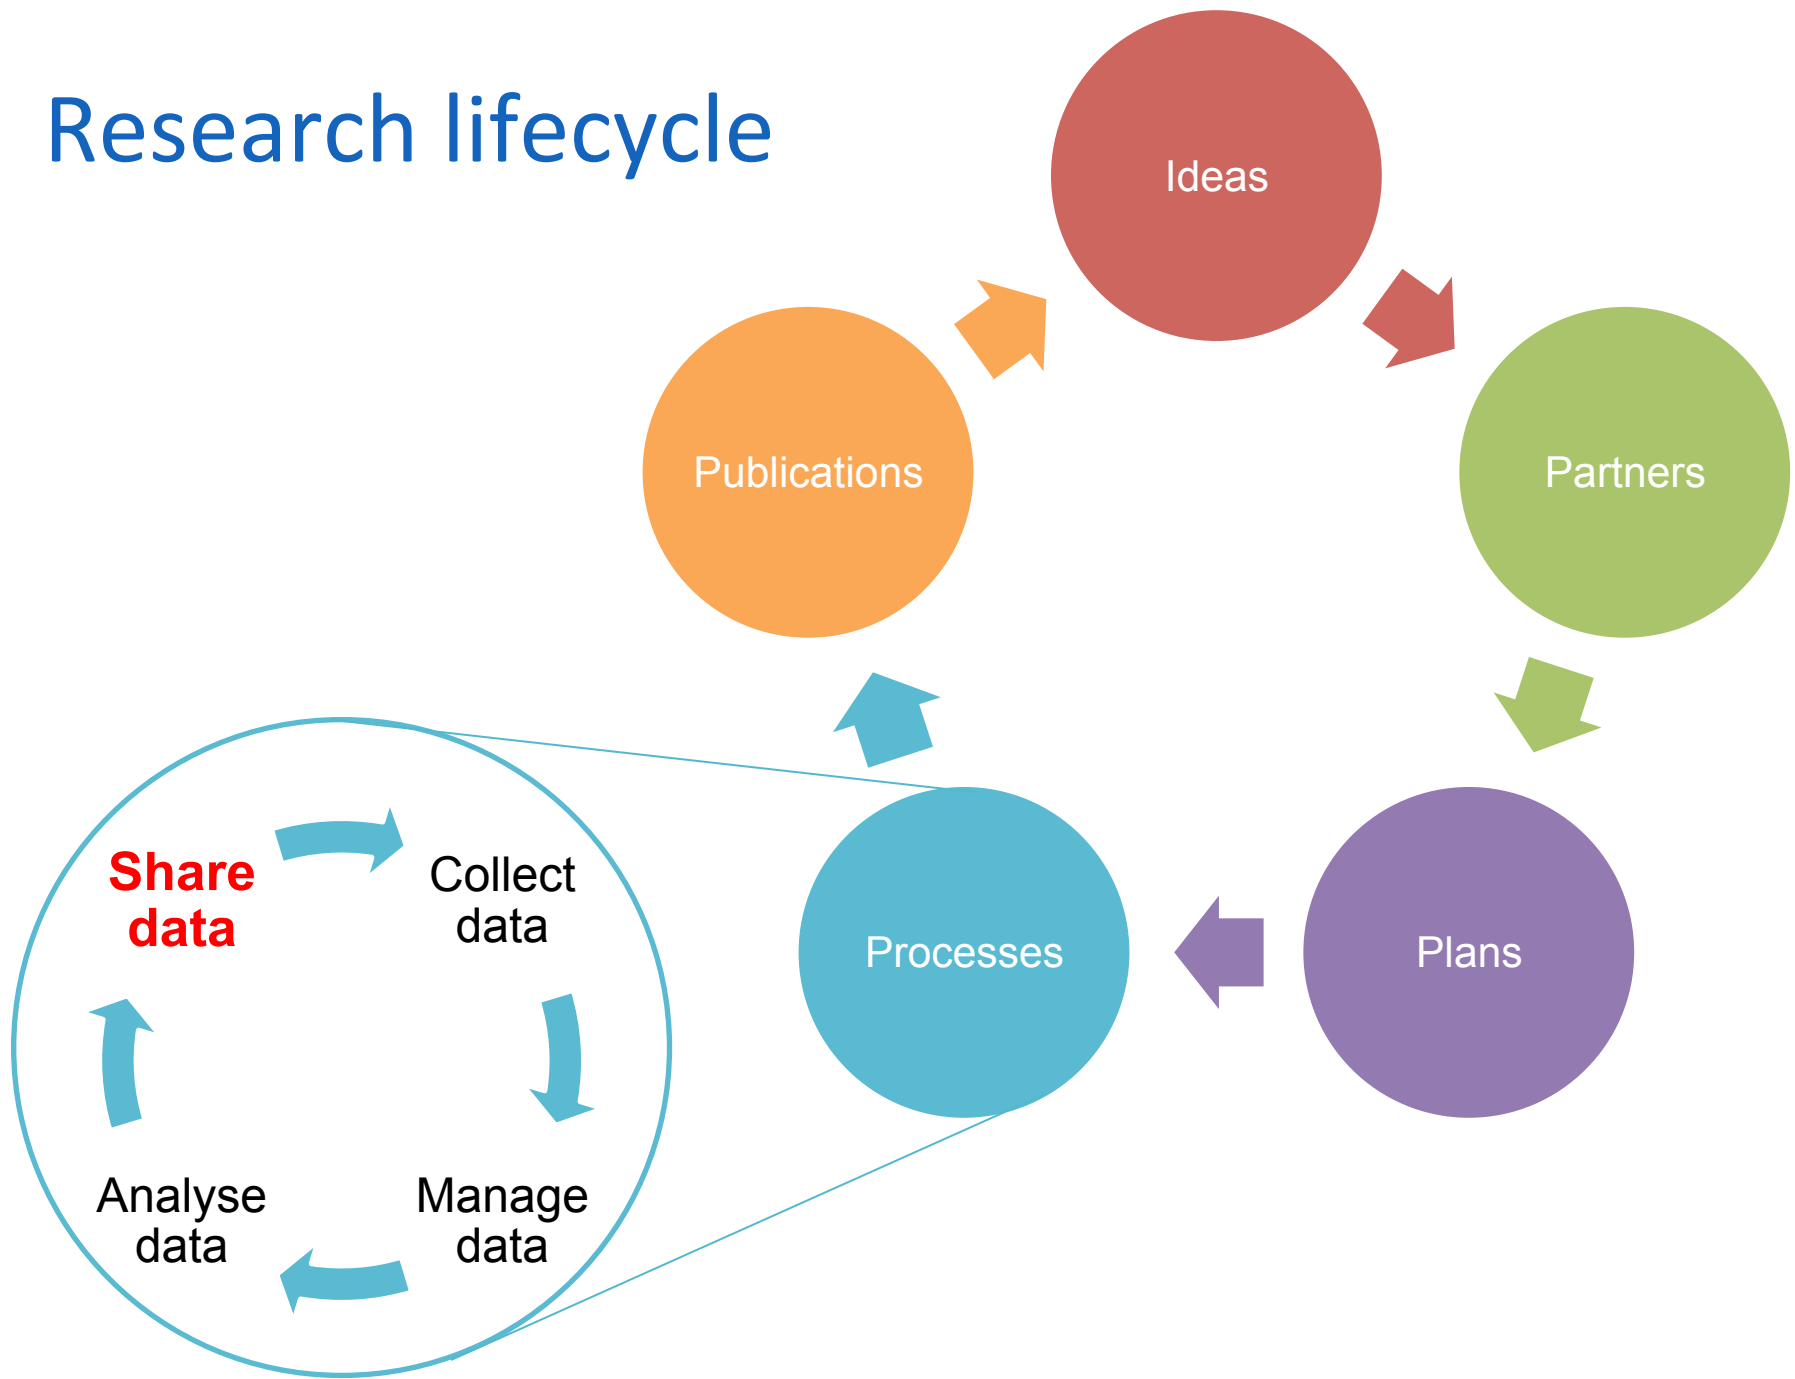 Research lifecycle
Ideas
Partners
Plans
Processes
Publications
Share
data
Collect
data
Manage
data
Analyse
data